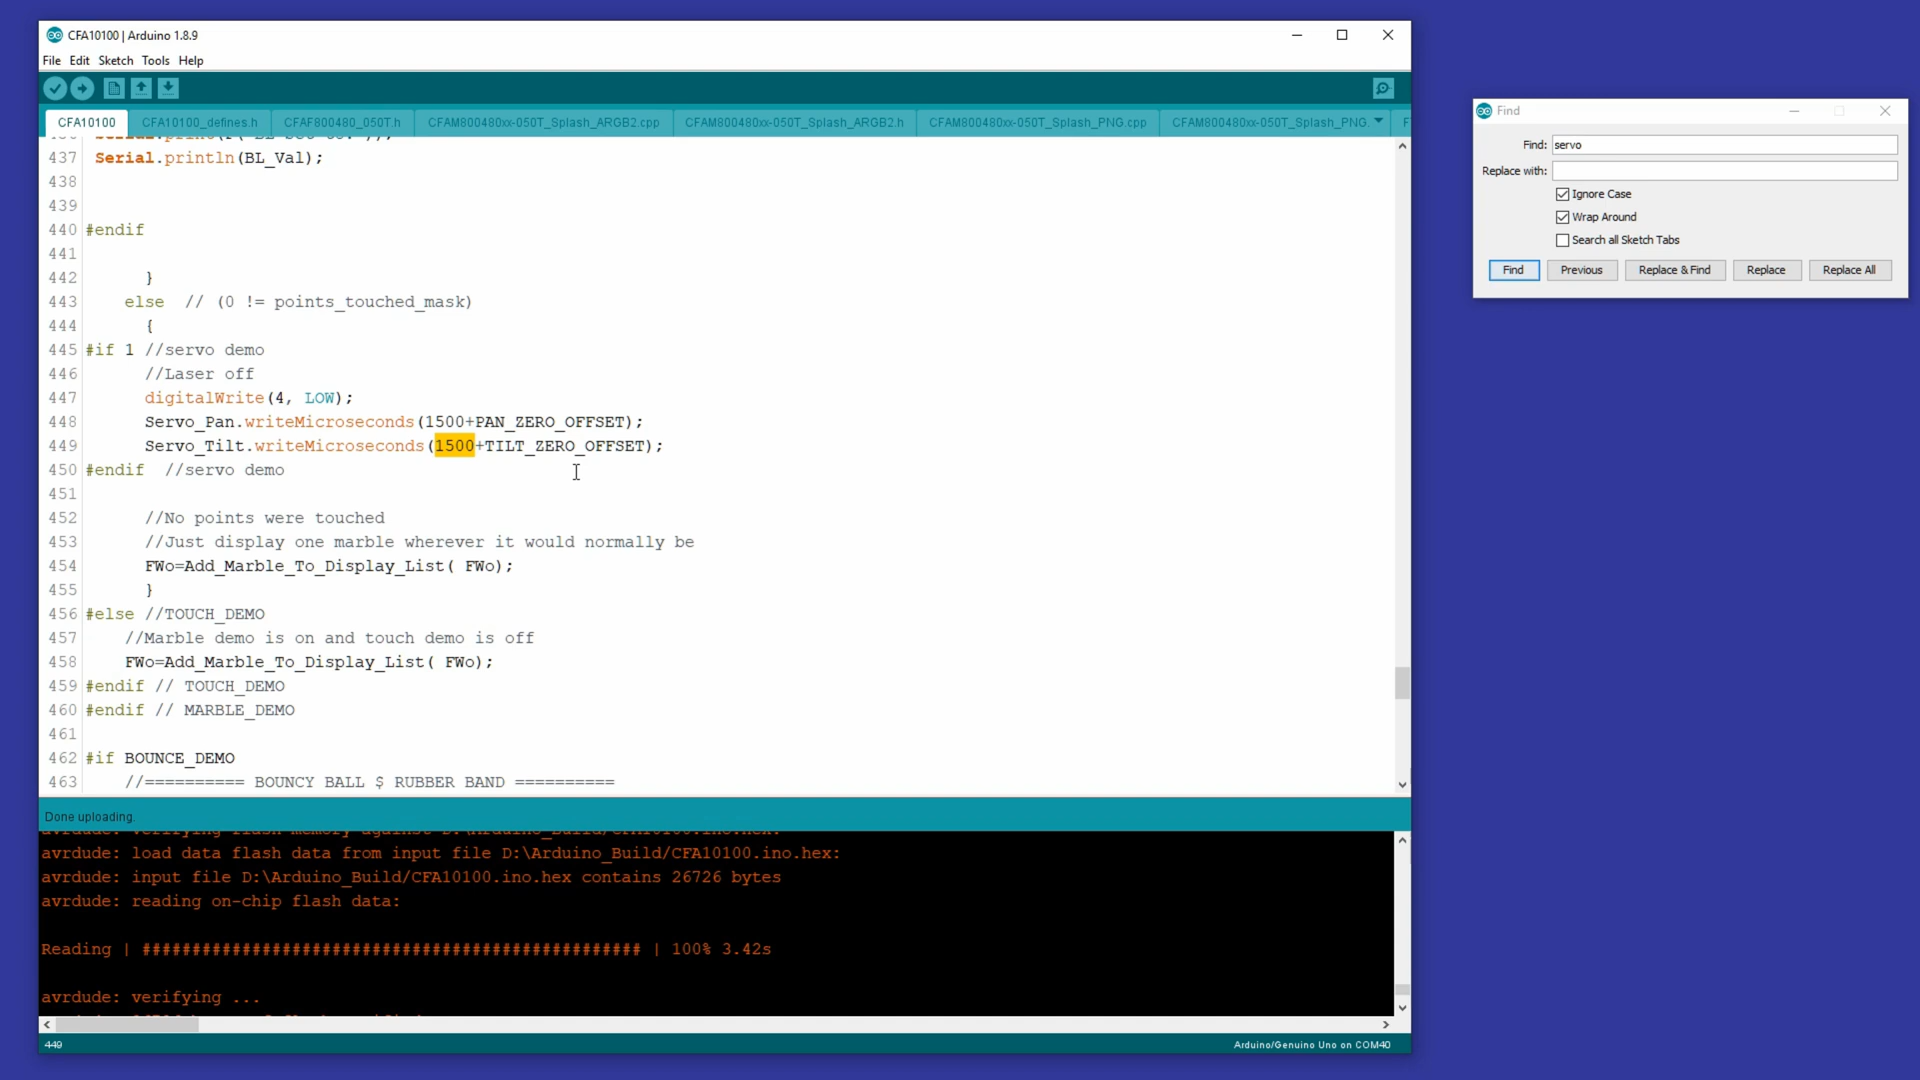 CFA10100 | Arduino 1.8.9
File Edit Sketch Tools Help
CFA10100 CFA10100_defines.h CFAF800480_050T.h CFAM800480xx-050T_Splash_ARGB2.cpp CFAM800480xx-050T_Splash_ARGB2.h CFAM800480xx-050T_Splash_PNG.cpp CFAM800480xx-050T_Splash_PNG.
437 Serial.println(BL_Val);
438
439
440 #endif
441
442 }
443 else // (0 != points_touched_mask)
444 {
445 #if 1 //servo demo
446 //Laser off
447 digitalWrite(4, LOW);
448 Servo_Pan.writeMicroseconds(1500+PAN_ZERO_OFFSET);
449 Servo_Tilt.writeMicroseconds(1500+TILT_ZERO_OFFSET);
450 #endif //servo demo
451
452 //No points were touched
453 //Just display one marble wherever it would normally be
454 FWo=Add_Marble_To_Display_List( FWo);
455 }
456 #else //TOUCH_DEMO
457 //Marble demo is on and touch demo is off
458 FWo=Add_Marble_To_Display_List( FWo);
459 #endif // TOUCH_DEMO
460 #endif // MARBLE_DEMO
461
462 #if BOUNCE_DEMO
463 //========== BOUNCY BALL $ RUBBER BAND ==========
Done uploading.
avrdude: verifying flash memory against D:\Arduino_Build/CFA10100.ino.hex:
avrdude: load data flash data from input file D:\Arduino_Build/CFA10100.ino.hex:
avrdude: input file D:\Arduino_Build/CFA10100.ino.hex contains 26726 bytes
avrdude: reading on-chip flash data:
Reading | ################################################## | 100% 3.42s
avrdude: verifying ...
449
Arduino/Genuino Uno on COM40
Find
Find: servo
Replace with:
Ignore Case
Wrap Around
Search all Sketch Tabs
Find Previous Replace & Find Replace Replace All